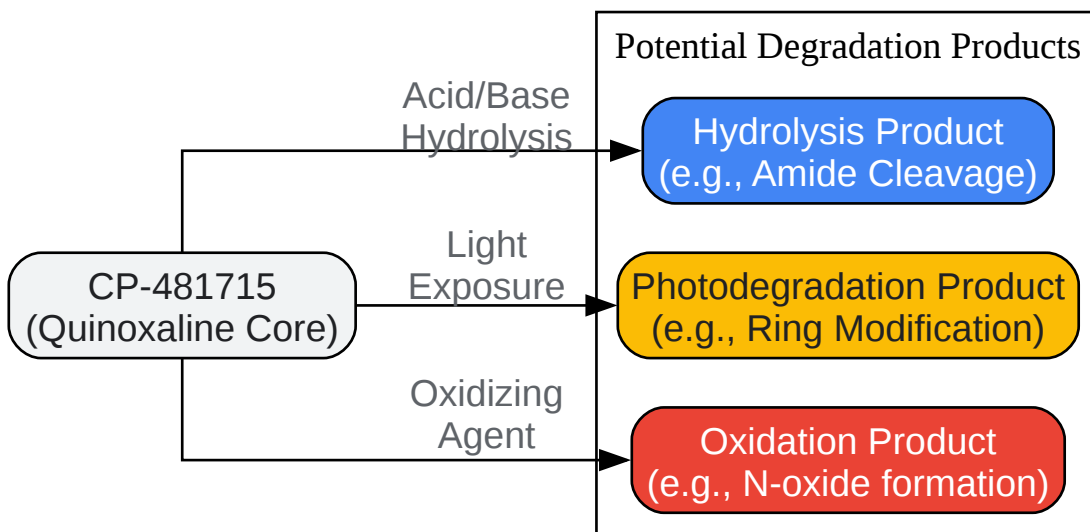 Potential Degradation Products
Acid/Base
Hydrolysis
Hydrolysis Product
(e.g., Amide Cleavage)
CP-481715
(Quinoxaline Core)
Light
Exposure
Photodegradation Product
(e.g., Ring Modification)
Oxidizing
Agent
Oxidation Product
(e.g., N-oxide formation)